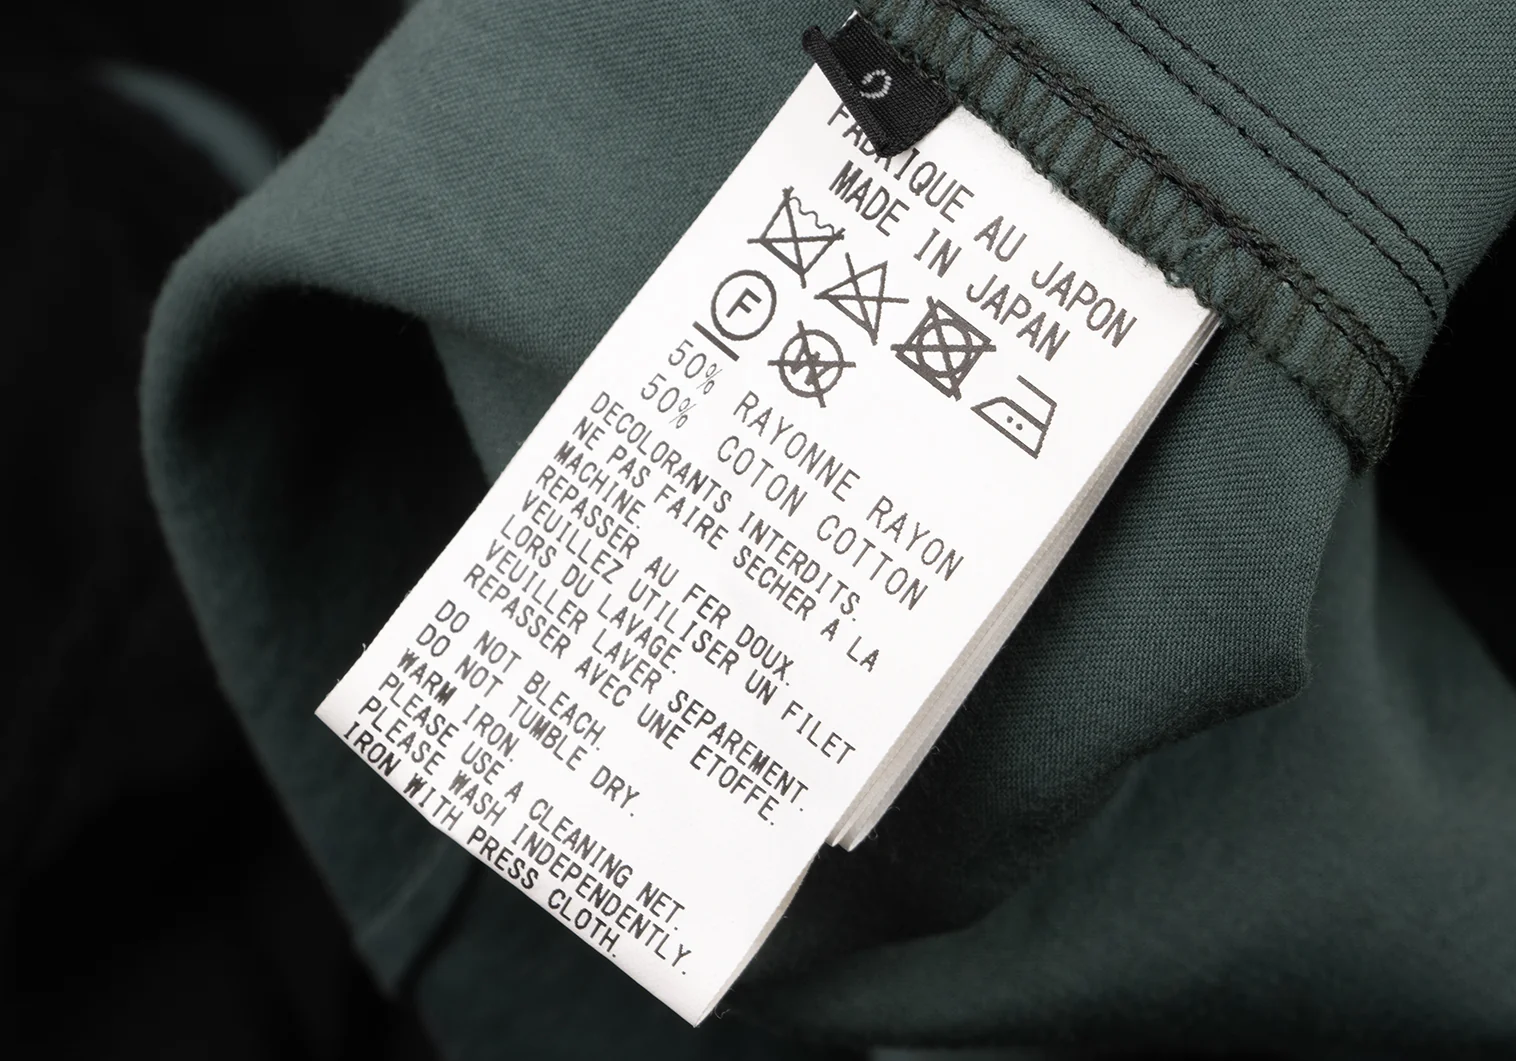 FABRIQUE AU JAPON
MADE IN JAPAN
F W
50% RAYONNE RAYON
50% COTON COTTON
DECOLORANTS INTERDITS.
NE PAS FAIRE SECHER A LA
MACHINE.
REPASSER AU FER DOUX.
VEUILLEZ UTILISER UN FILET
LORS DU LAVAGE.
VEUILLER LAVER SEPAREMENT.
REPASSER AVEC UNE ETOFFE.
DO NOT BLEACH.
DO NOT TUMBLE DRY.
WARM IRON.
PLEASE USE A CLEANING NET.
PLEASE WASH INDEPENDENTLY.
IRON WITH PRESS CLOTH.